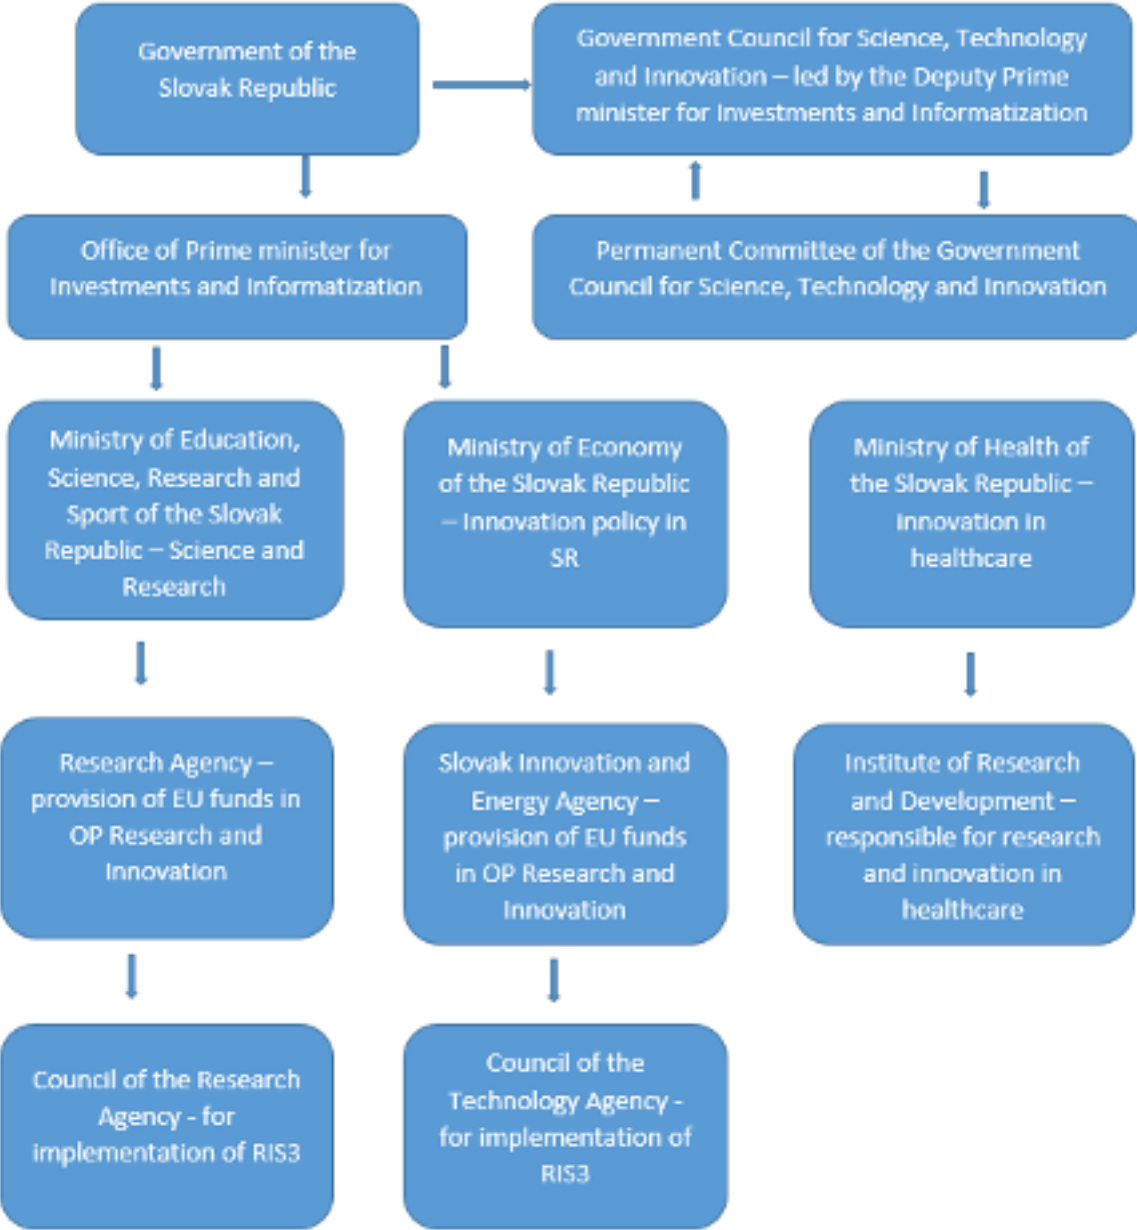 Government of the
Slovak Republic
Government Council for Science, Technology
and Innovation – led by the Deputy Prime
minister for Investments and Informatization
Office of Prime minister for
Investments and Informatization
Permanent Committee of the Government
Council for Science, Technology and Innovation
Ministry of Education,
Science, Research and
Sport of the Slovak
Republic – Science and
Research
Ministry of Economy
of the Slovak Republic
– Innovation policy in
SR
Ministry of Health of
the Slovak Republic –
innovation in
healthcare
Research Agency –
provision of EU funds in
OP Research and
Innovation
Slovak Innovation and
Energy Agency –
provision of EU funds
in OP Research and
Innovation
Institute of Research
and Development –
responsible for research
and innovation in
healthcare
Council of the Research
Agency - for
implementation of RIS3
Council of the
Technology Agency -
for implementation of
RIS3